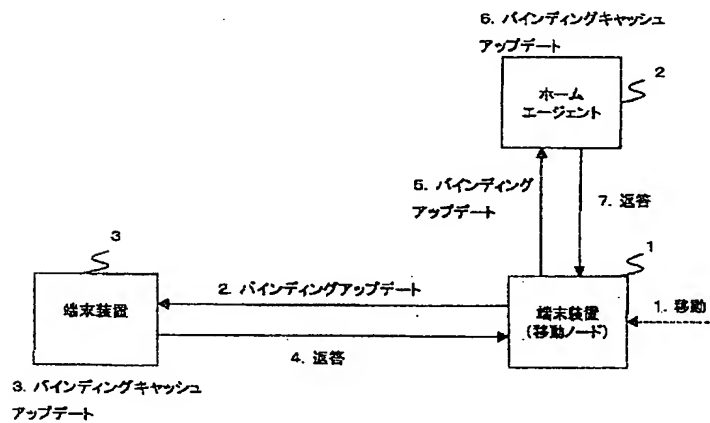 6. バインディングキャッシュ
アップデート
2
ホーム
エージェント
5. バインディング
アップデート
7. 返答
3
1
端末装置
2. バインディングアップデート
端末装置
(移動ノード)
1. 移動
4. 返答
3. バインディングキャッシュ
アップデート